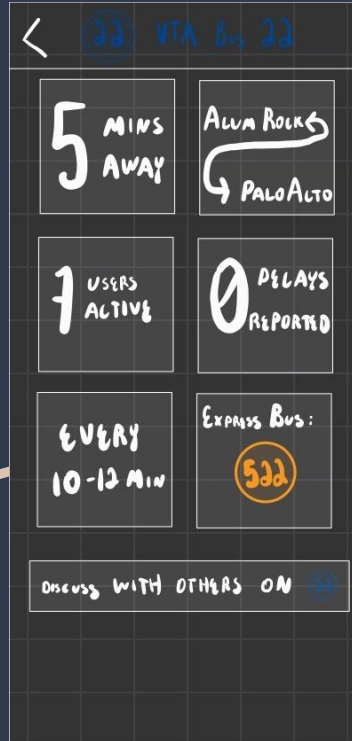 22 VTA Bus 22
5 MINS AWAY
ALUM ROCK
PALO ALTO
7 USERS ACTIVE
0 DELAYS REPORTED
EVERY
10-12 MIN
EXPRESS BUS:
522
DISCUSS WITH OTHERS ON 22